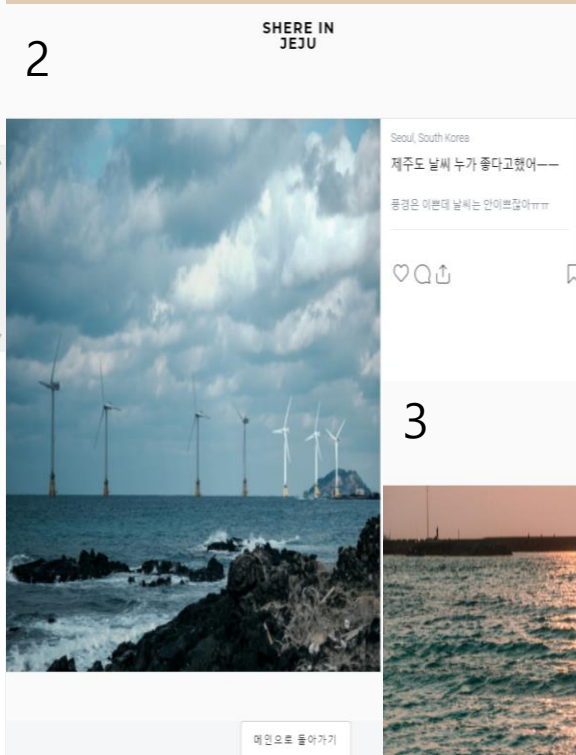 2
SHERE IN
JEJU
Seoul, South Korea
제주도 날씨 누가 좋다고했어ㅡㅡ
풍경은 이쁜데 날씨는 안이쁘잖아ㅠㅠ
3
메인으로 돌아가기